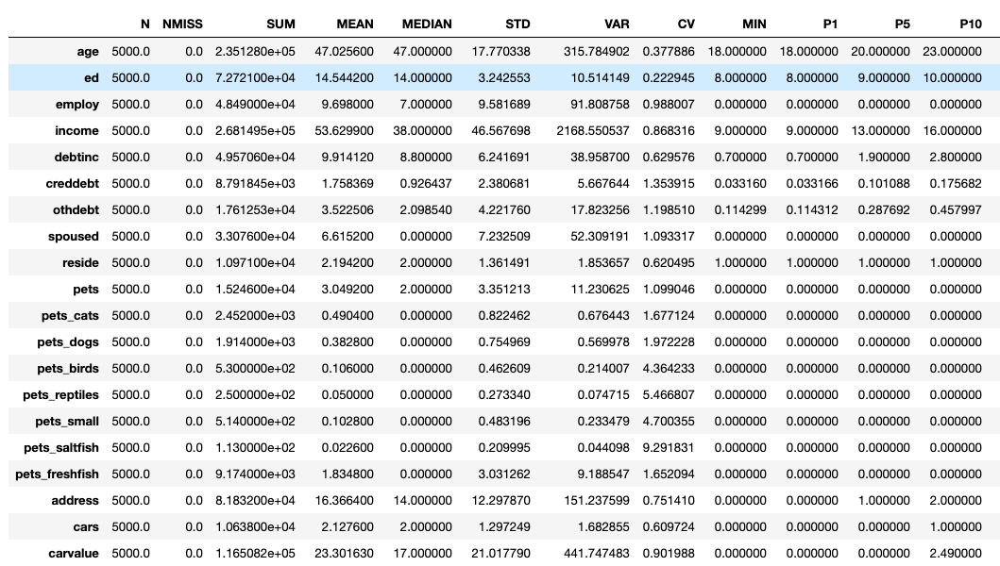 N NMISS SUM MEAN MEDIAN STD VAR CV MIN P1 P5 P10
age 5000.0 0.0 2.351280e+05 47.025600 47.000000 17.770338 315.784902 0.377886 18.000000 18.000000 20.000000 23.000000
ed 5000.0 0.0 7.272100e+04 14.544200 14.000000 3.242553 10.514149 0.222945 8.000000 8.000000 9.000000 10.000000
employ 5000.0 0.0 4.849000e+04 9.698000 7.000000 9.581689 91.808758 0.988007 0.000000 0.000000 0.000000 0.000000
income 5000.0 0.0 2.681495e+05 53.629900 38.000000 46.567698 2168.550537 0.868316 9.000000 9.000000 13.000000 16.000000
debtinc 5000.0 0.0 4.957060e+04 9.914120 8.800000 6.241691 38.958700 0.629576 0.700000 0.700000 1.900000 2.800000
creddebt 5000.0 0.0 8.791845e+03 1.758369 0.926437 2.380681 5.667644 1.353915 0.033160 0.033166 0.101088 0.175682
othdebt 5000.0 0.0 1.761253e+04 3.522506 2.098540 4.221760 17.823256 1.198510 0.114299 0.114312 0.287692 0.457997
spoused 5000.0 0.0 3.307600e+04 6.615200 0.000000 7.232509 52.309191 1.093317 0.000000 0.000000 0.000000 0.000000
reside 5000.0 0.0 1.097100e+04 2.194200 2.000000 1.361491 1.853657 0.620495 1.000000 1.000000 1.000000 1.000000
pets 5000.0 0.0 1.524600e+04 3.049200 2.000000 3.351213 11.230625 1.099046 0.000000 0.000000 0.000000 0.000000
pets_cats 5000.0 0.0 2.452000e+03 0.490400 0.000000 0.822462 0.676443 1.677124 0.000000 0.000000 0.000000 0.000000
pets_dogs 5000.0 0.0 1.914000e+03 0.382800 0.000000 0.754969 0.569978 1.972228 0.000000 0.000000 0.000000 0.000000
pets_birds 5000.0 0.0 5.300000e+02 0.106000 0.000000 0.462609 0.214007 4.364233 0.000000 0.000000 0.000000 0.000000
pets_reptiles 5000.0 0.0 2.500000e+02 0.050000 0.000000 0.273340 0.074715 5.466807 0.000000 0.000000 0.000000 0.000000
pets_small 5000.0 0.0 5.140000e+02 0.102800 0.000000 0.483196 0.233479 4.700355 0.000000 0.000000 0.000000 0.000000
pets_saltfish 5000.0 0.0 1.130000e+02 0.022600 0.000000 0.209995 0.044098 9.291831 0.000000 0.000000 0.000000 0.000000
pets_freshfish 5000.0 0.0 9.174000e+03 1.834800 0.000000 3.031262 9.188547 1.652094 0.000000 0.000000 0.000000 0.000000
address 5000.0 0.0 8.183200e+04 16.366400 14.000000 12.297870 151.237599 0.751410 0.000000 0.000000 1.000000 2.000000
cars 5000.0 0.0 1.063800e+04 2.127600 2.000000 1.297249 1.682855 0.609724 0.000000 0.000000 0.000000 1.000000
carvalue 5000.0 0.0 1.165082e+05 23.301630 17.000000 21.017790 441.747483 0.901988 0.000000 0.000000 0.000000 2.490000